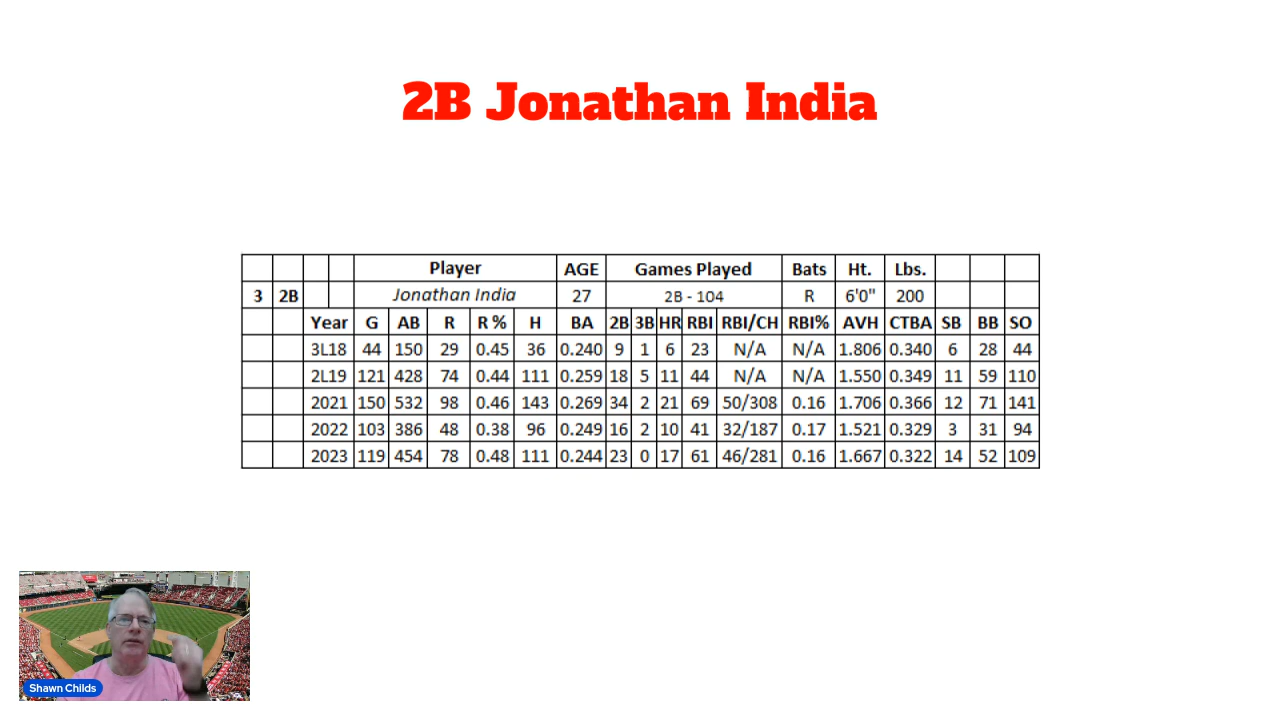 2B Jonathan India
Player AGE Games Played Bats Ht. Lbs.
3 2B Jonathan India 27 2B - 104 R 6'0" 200
Year G AB R R % H BA 2B 3B HR RBI RBI/CH RBI% AVH CTBA SB BB SO
3L18 44 150 29 0.45 36 0.240 9 1 6 23 N/A N/A 1.806 0.340 6 28 44
2L19 121 428 74 0.44 111 0.259 18 5 11 44 N/A N/A 1.550 0.349 11 59 110
2021 150 532 98 0.46 143 0.269 34 2 21 69 50/308 0.16 1.706 0.366 12 71 141
2022 103 386 48 0.38 96 0.249 16 2 10 41 32/187 0.17 1.521 0.329 3 31 94
2023 119 454 78 0.48 111 0.244 23 0 17 61 46/281 0.16 1.667 0.322 14 52 109
Shawn Childs